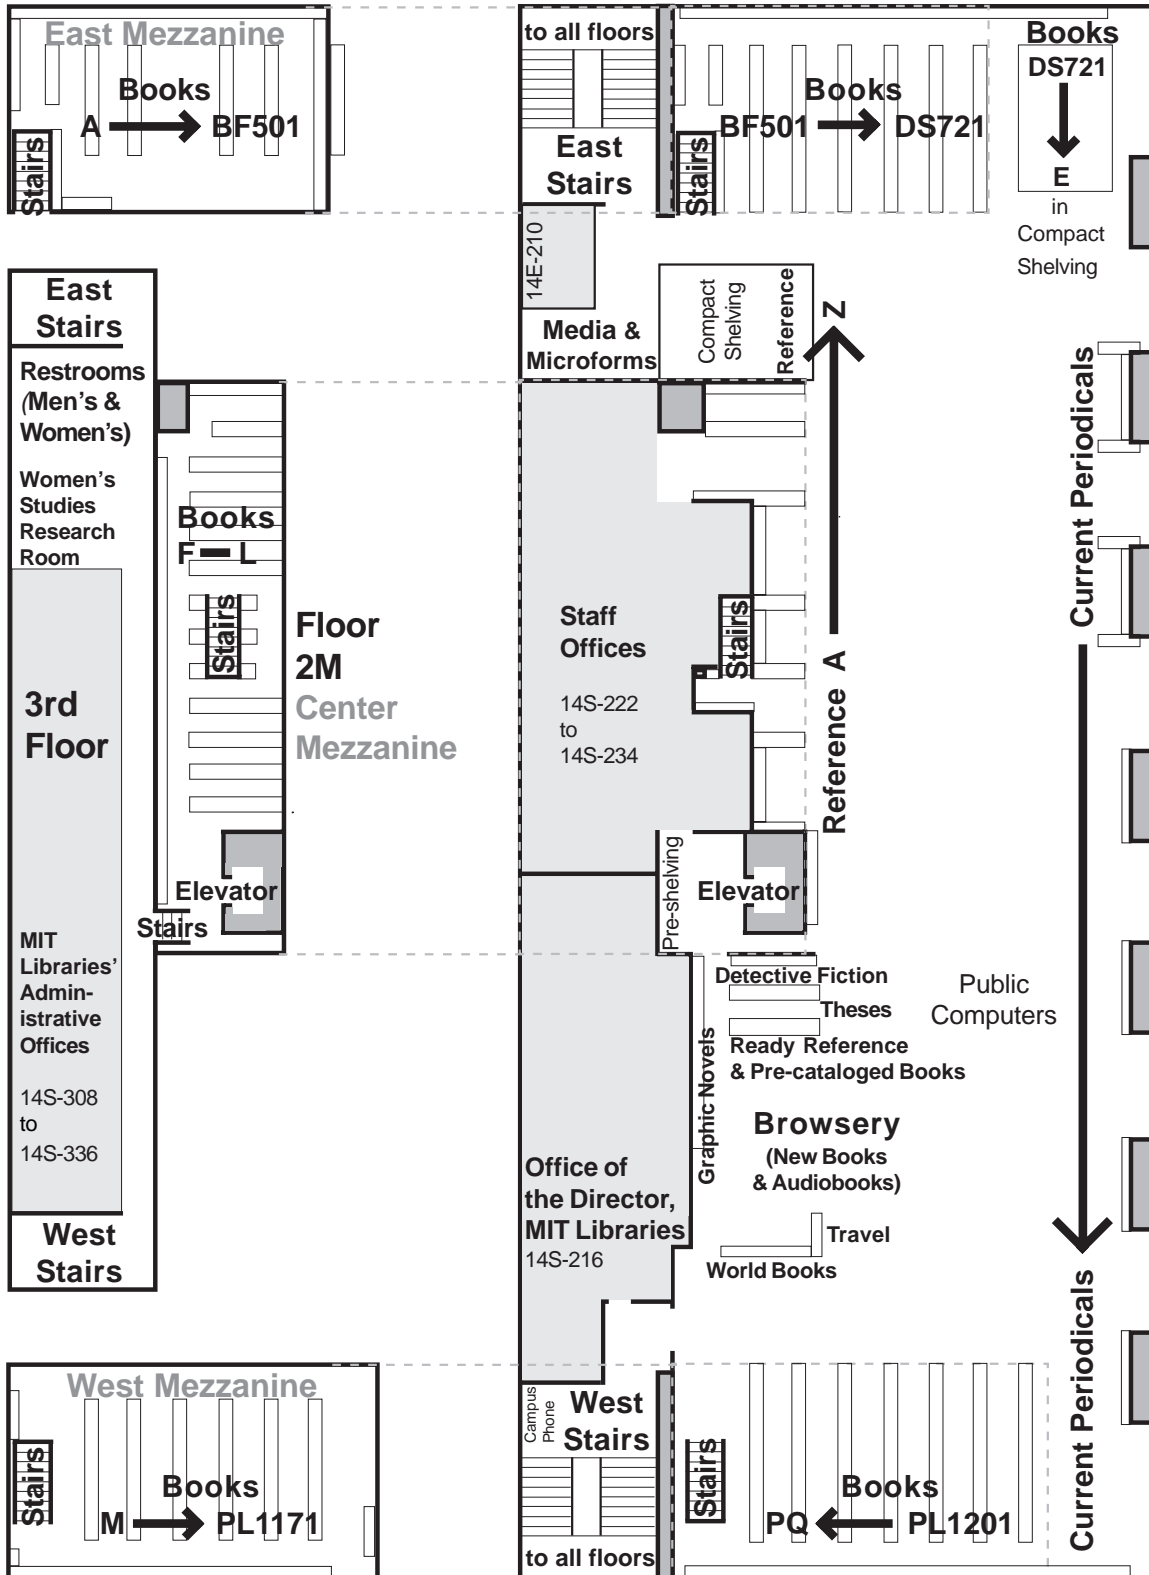 East Mezzanine
Books
A
BF501
Stairs
to all floors
East
Stairs
Books
BF501
DS721
Stairs
Books
DS721
E
in
Compact
Shelving
14E-210
Media &
Microforms
Compact
Shelving
Reference
Z
Reference A
East
Stairs
Restrooms
(Men's &
Women's)
Women's
Studies
Research
Room
3rd
Floor
MIT
Libraries'
Admin-
istrative
Offices
14S-308
to
14S-336
West
Stairs
Books
F
L
Stairs
Elevator
Stairs
Floor
2M
Center
Mezzanine
Staff
Offices
14S-222
to
14S-234
Stairs
Pre-shelving
Elevator
Current Periodicals
Detective Fiction
Theses
Ready Reference
& Pre-cataloged Books
Graphic Novels
Browsery
(New Books
& Audiobooks)
Travel
World Books
Public
Computers
Office of
the Director,
MIT Libraries
14S-216
Current Periodicals
West Mezzanine
Stairs
Books
M
PL1171
Campus
Phone
West
Stairs
to all floors
Stairs
Books
PQ
PL1201